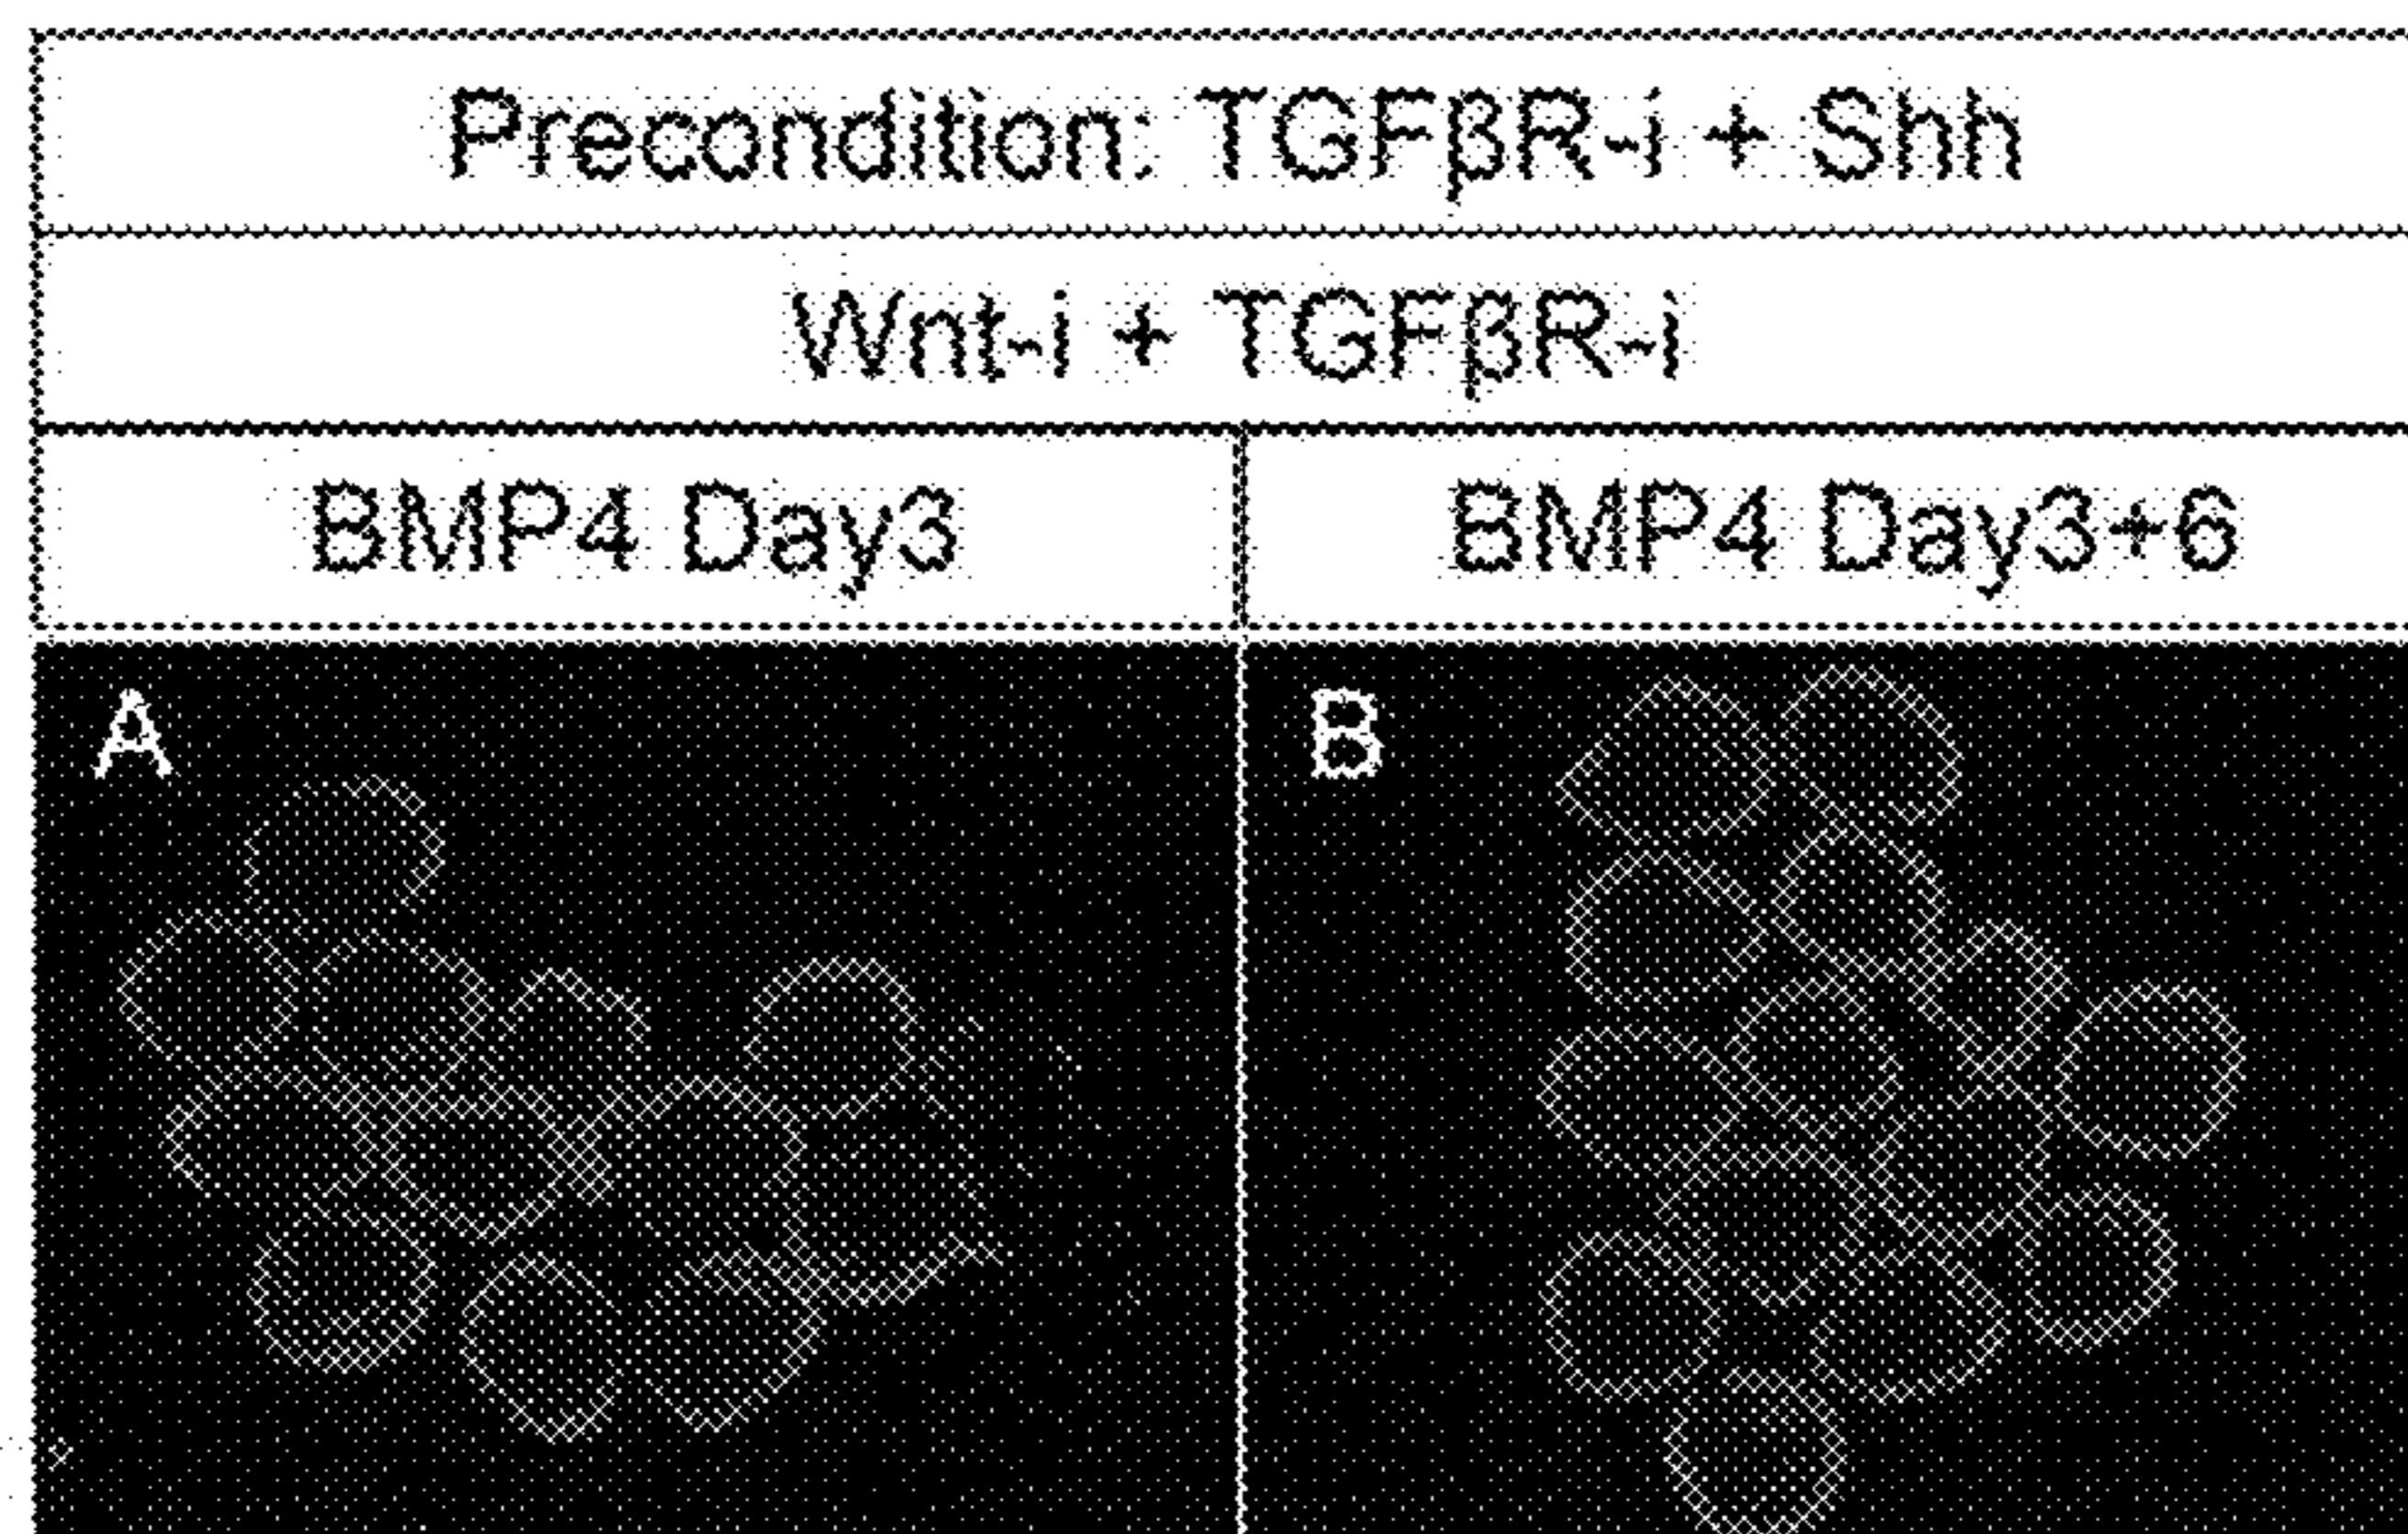 Precondition: TGFβR-i + Shh
Wnt-i + TGFβR-i
BMP4 Day3
BMP4 Day3+6
A
B